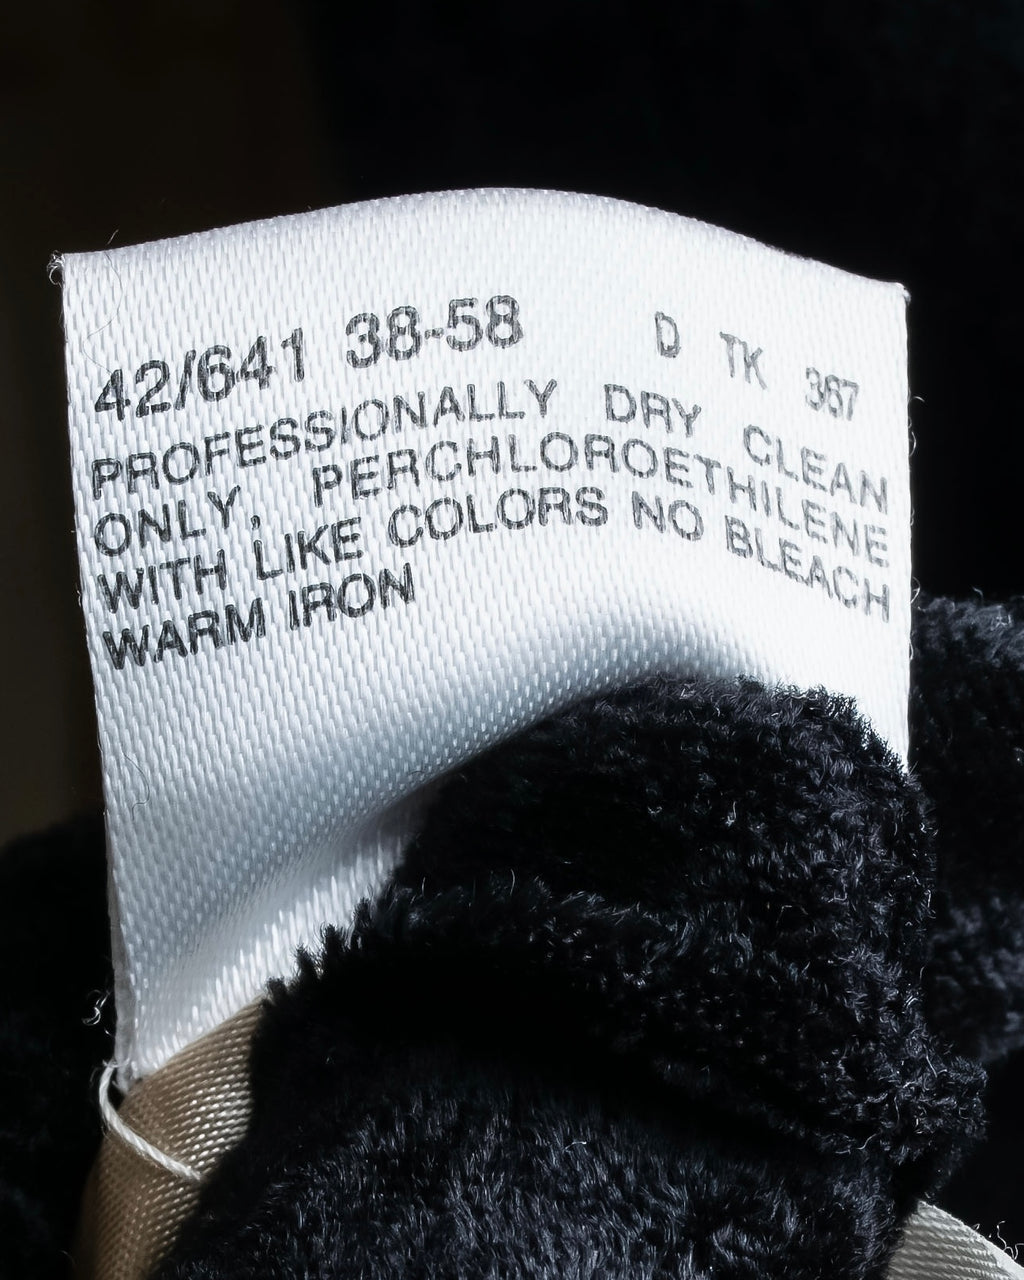 42/641 38-58 D TK 367
PROFESSIONALLY DRY CLEAN
ONLY, PERCHLOROETHILENE
WITH LIKE COLORS NO BLEACH
WARM IRON